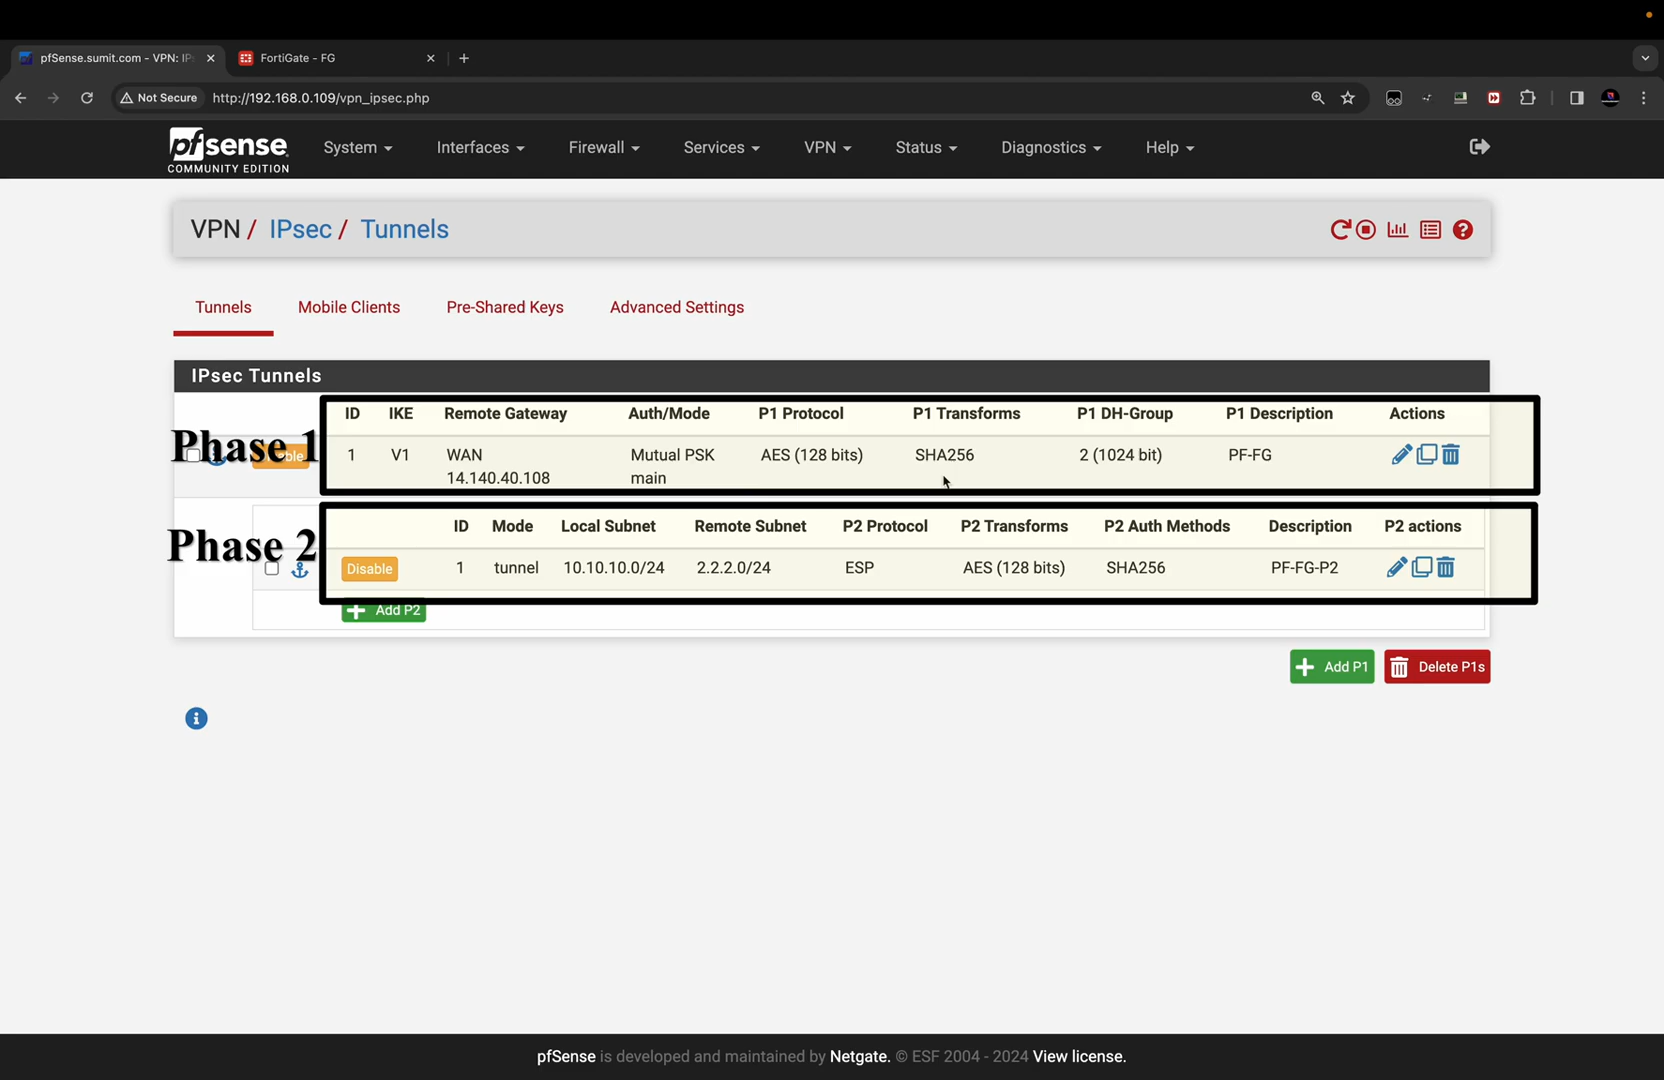 pfSense.sumit.com - VPN: IP
FortiGate - FG
Not Secure http://192.168.0.109/vpn_ipsec.php
pfsense
COMMUNITY EDITION
System Interfaces Firewall Services VPN Status Diagnostics Help
VPN / IPsec / Tunnels
Tunnels Mobile Clients Pre-Shared Keys Advanced Settings
IPsec Tunnels
ID IKE Remote Gateway Auth/Mode P1 Protocol P1 Transforms P1 DH-Group P1 Description Actions
Phase 1
1 V1 WAN Mutual PSK AES (128 bits) SHA256 2 (1024 bit) PF-FG
14.140.40.108 main
ID Mode Local Subnet Remote Subnet P2 Protocol P2 Transforms P2 Auth Methods Description P2 actions
Phase 2
Disable 1 tunnel 10.10.10.0/24 2.2.2.0/24 ESP AES (128 bits) SHA256 PF-FG-P2
Add P2
Add P1 Delete P1s
pfSense is developed and maintained by Netgate. © ESF 2004 - 2024 View license.